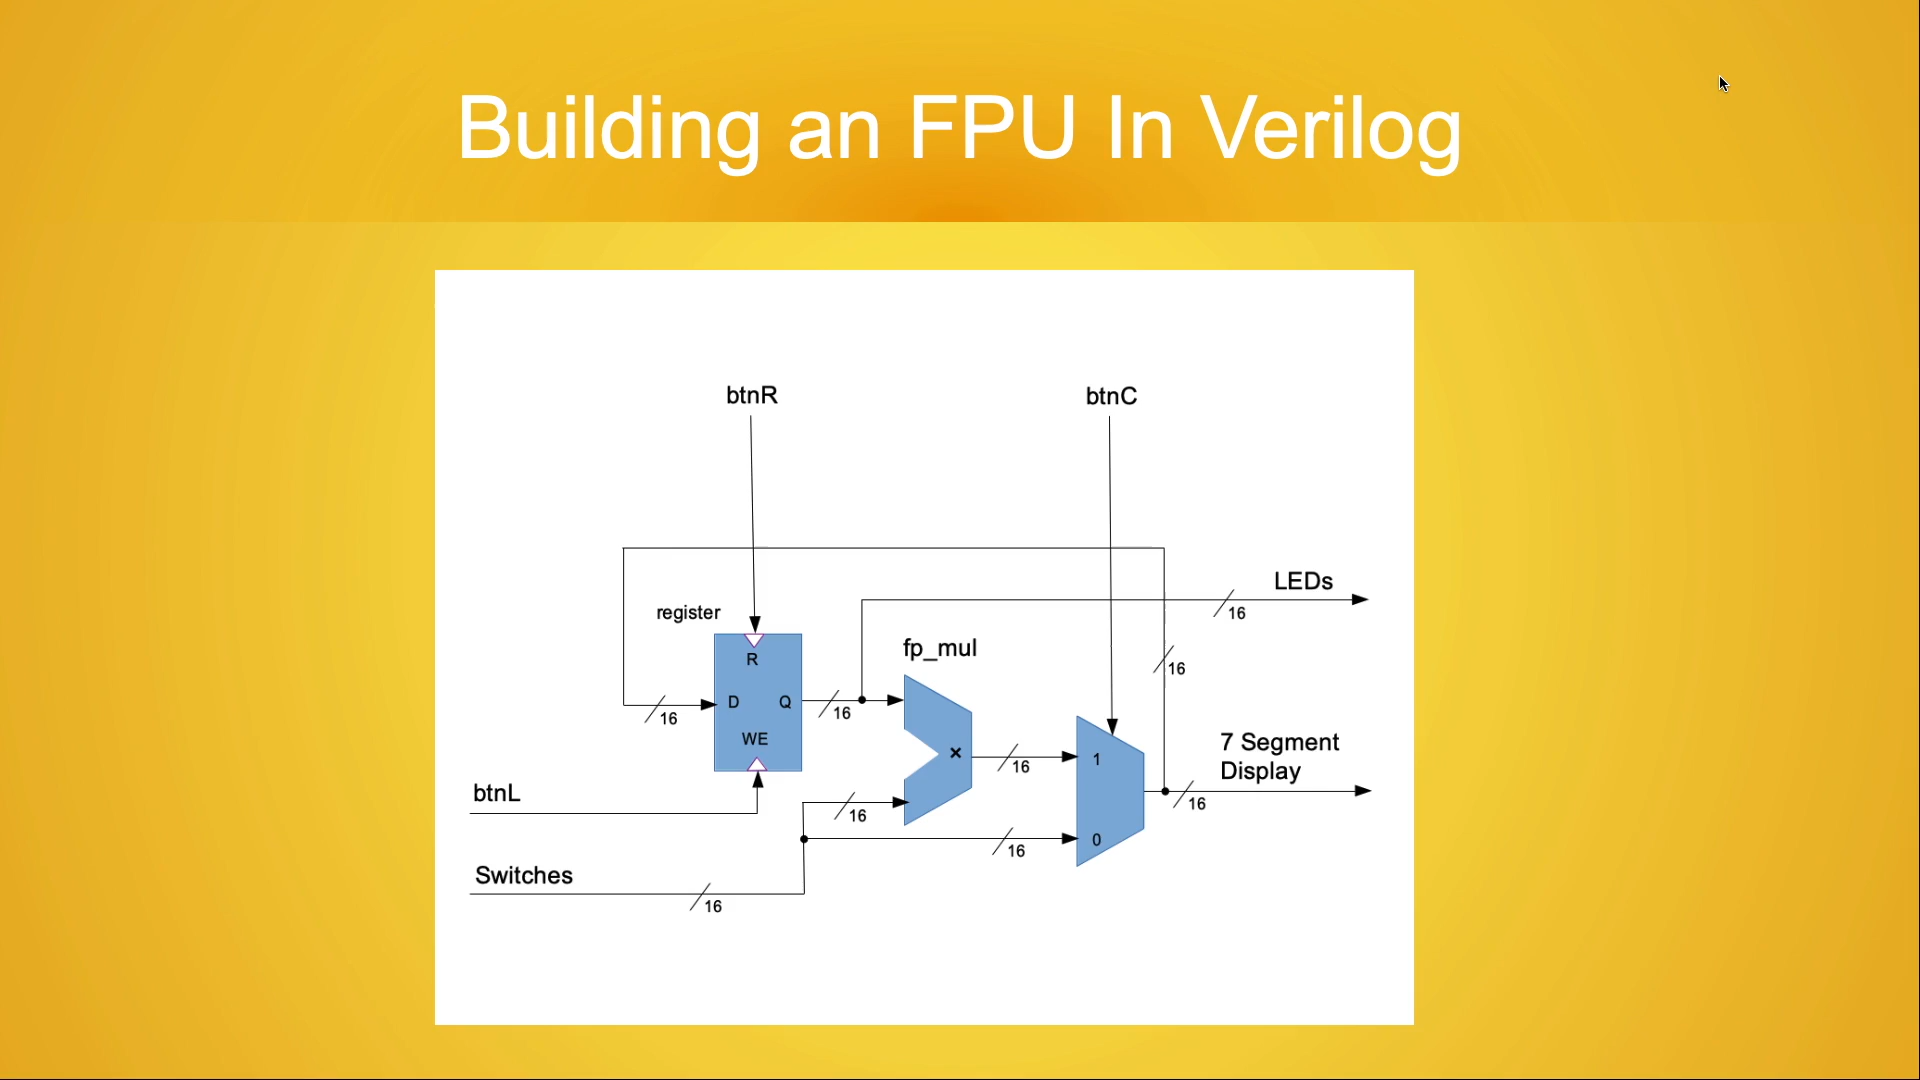 Building an FPU In Verilog
btnR
btnC
LEDs
16
register
fp_mul
R
16
D
Q
16
16
WE
×
1
16
7 Segment
Display
16
btnL
16
0
16
Switches
16